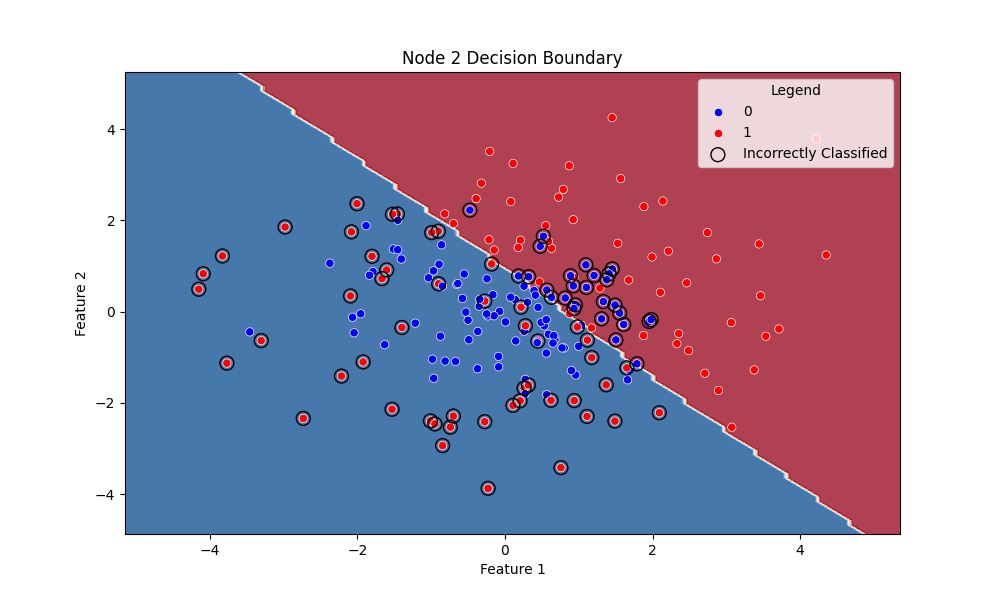 Node 2 Decision Boundary
Legend
0
1
Incorrectly Classified
Feature 2
4
2
0
−2
−4
−4
−2
0
2
4
Feature 1